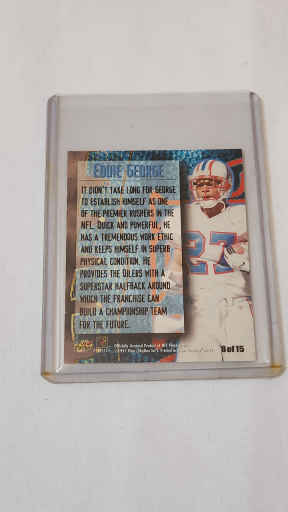 EDDIE GEORGE
IT DIDN'T TAKE LONG FOR GEORGE
TO ESTABLISH HIMSELF AS ONE
OF THE PREMIER RUSHERS IN THE
NFL. QUICK AND POWERFUL, HE
HAS A TREMENDOUS WORK ETHIC
AND KEEPS HIMSELF IN SUPERB
PHYSICAL CONDITION. HE
PROVIDES THE OILERS WITH A
SUPERSTAR HALFBACK AROUND
WHICH THE FRANCHISE CAN
BUILD A CHAMPIONSHIP TEAM
FOR THE FUTURE.
27
of 15